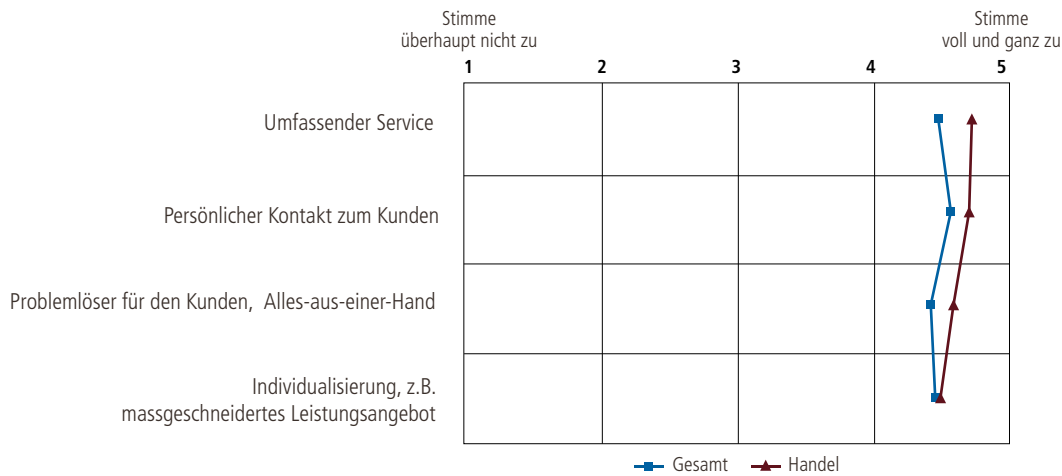 Stimme
überhaupt nicht zu
Stimme
voll und ganz zu
1 2 3 4 5
Umfassender Service
Persönlicher Kontakt zum Kunden
Problemlöser für den Kunden, Alles-aus-einer-Hand
Individualisierung, z.B.
massgeschneidertes Leistungsangebot
Gesamt Handel